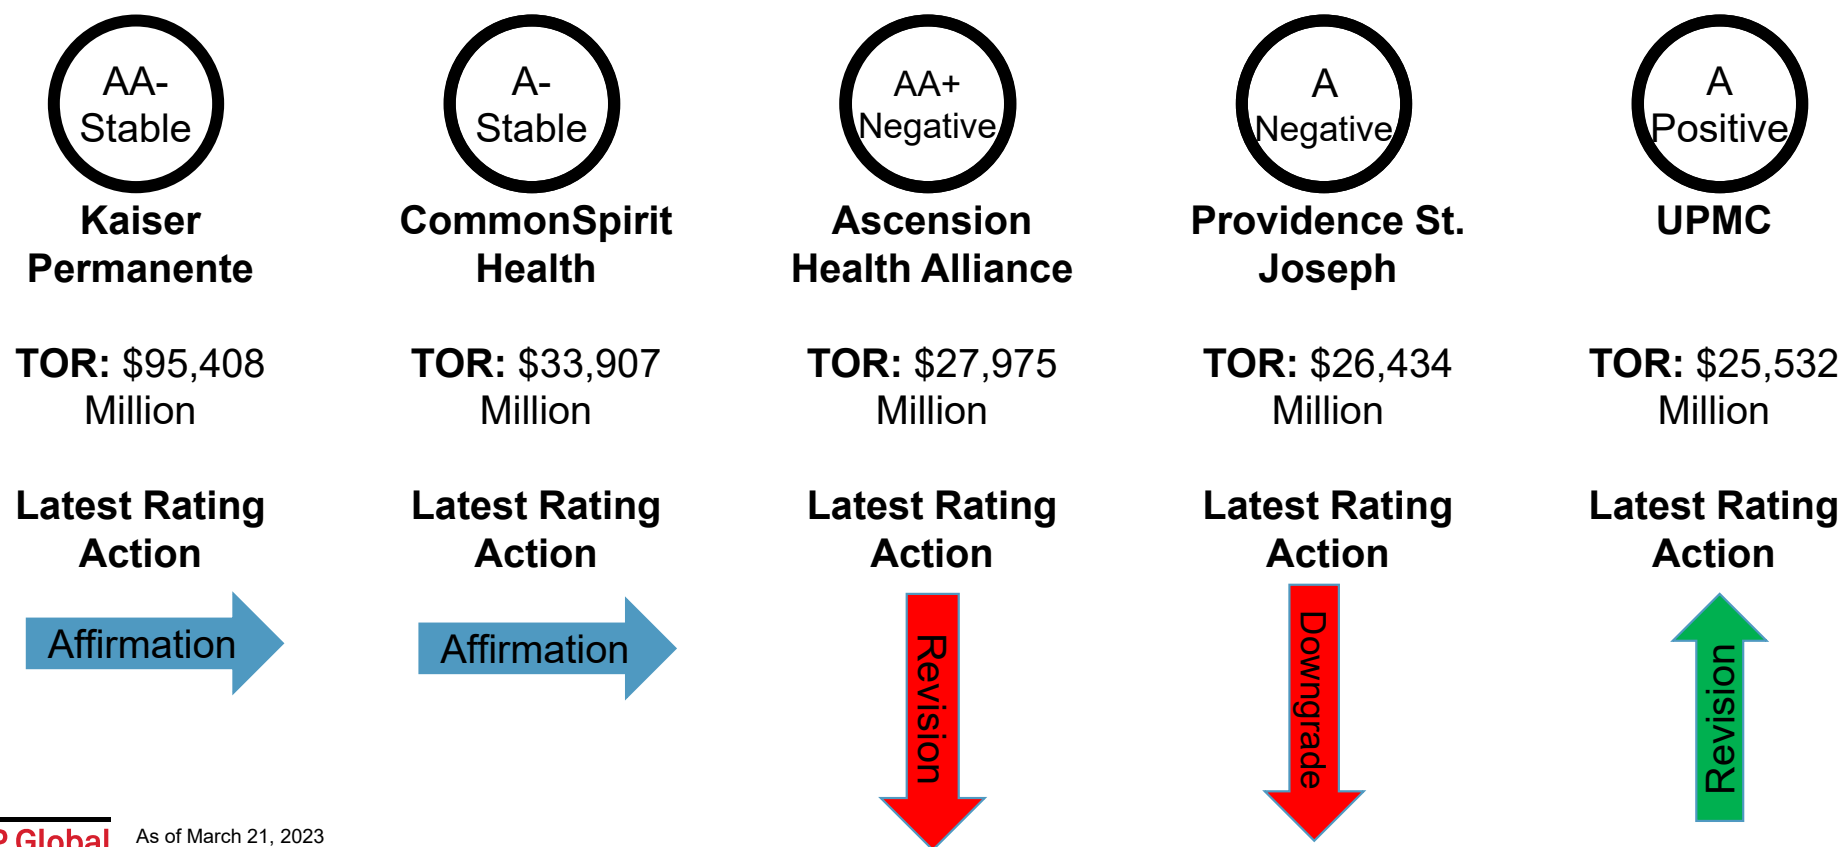 AA-
Stable
Kaiser
Permanente
TOR: $95,408
Million
Latest Rating
Action
Affirmation
A-
Stable
CommonSpirit
Health
TOR: $33,907
Million
Latest Rating
Action
Affirmation
AA+
Negative
Ascension
Health Alliance
TOR: $27,975
Million
Latest Rating
Action
Revision
A
Negative
Providence St.
Joseph
TOR: $26,434
Million
Latest Rating
Action
Downgrade
A
Positive
UPMC
TOR: $25,532
Million
Latest Rating
Action
Revision
P Global
As of March 21, 2023